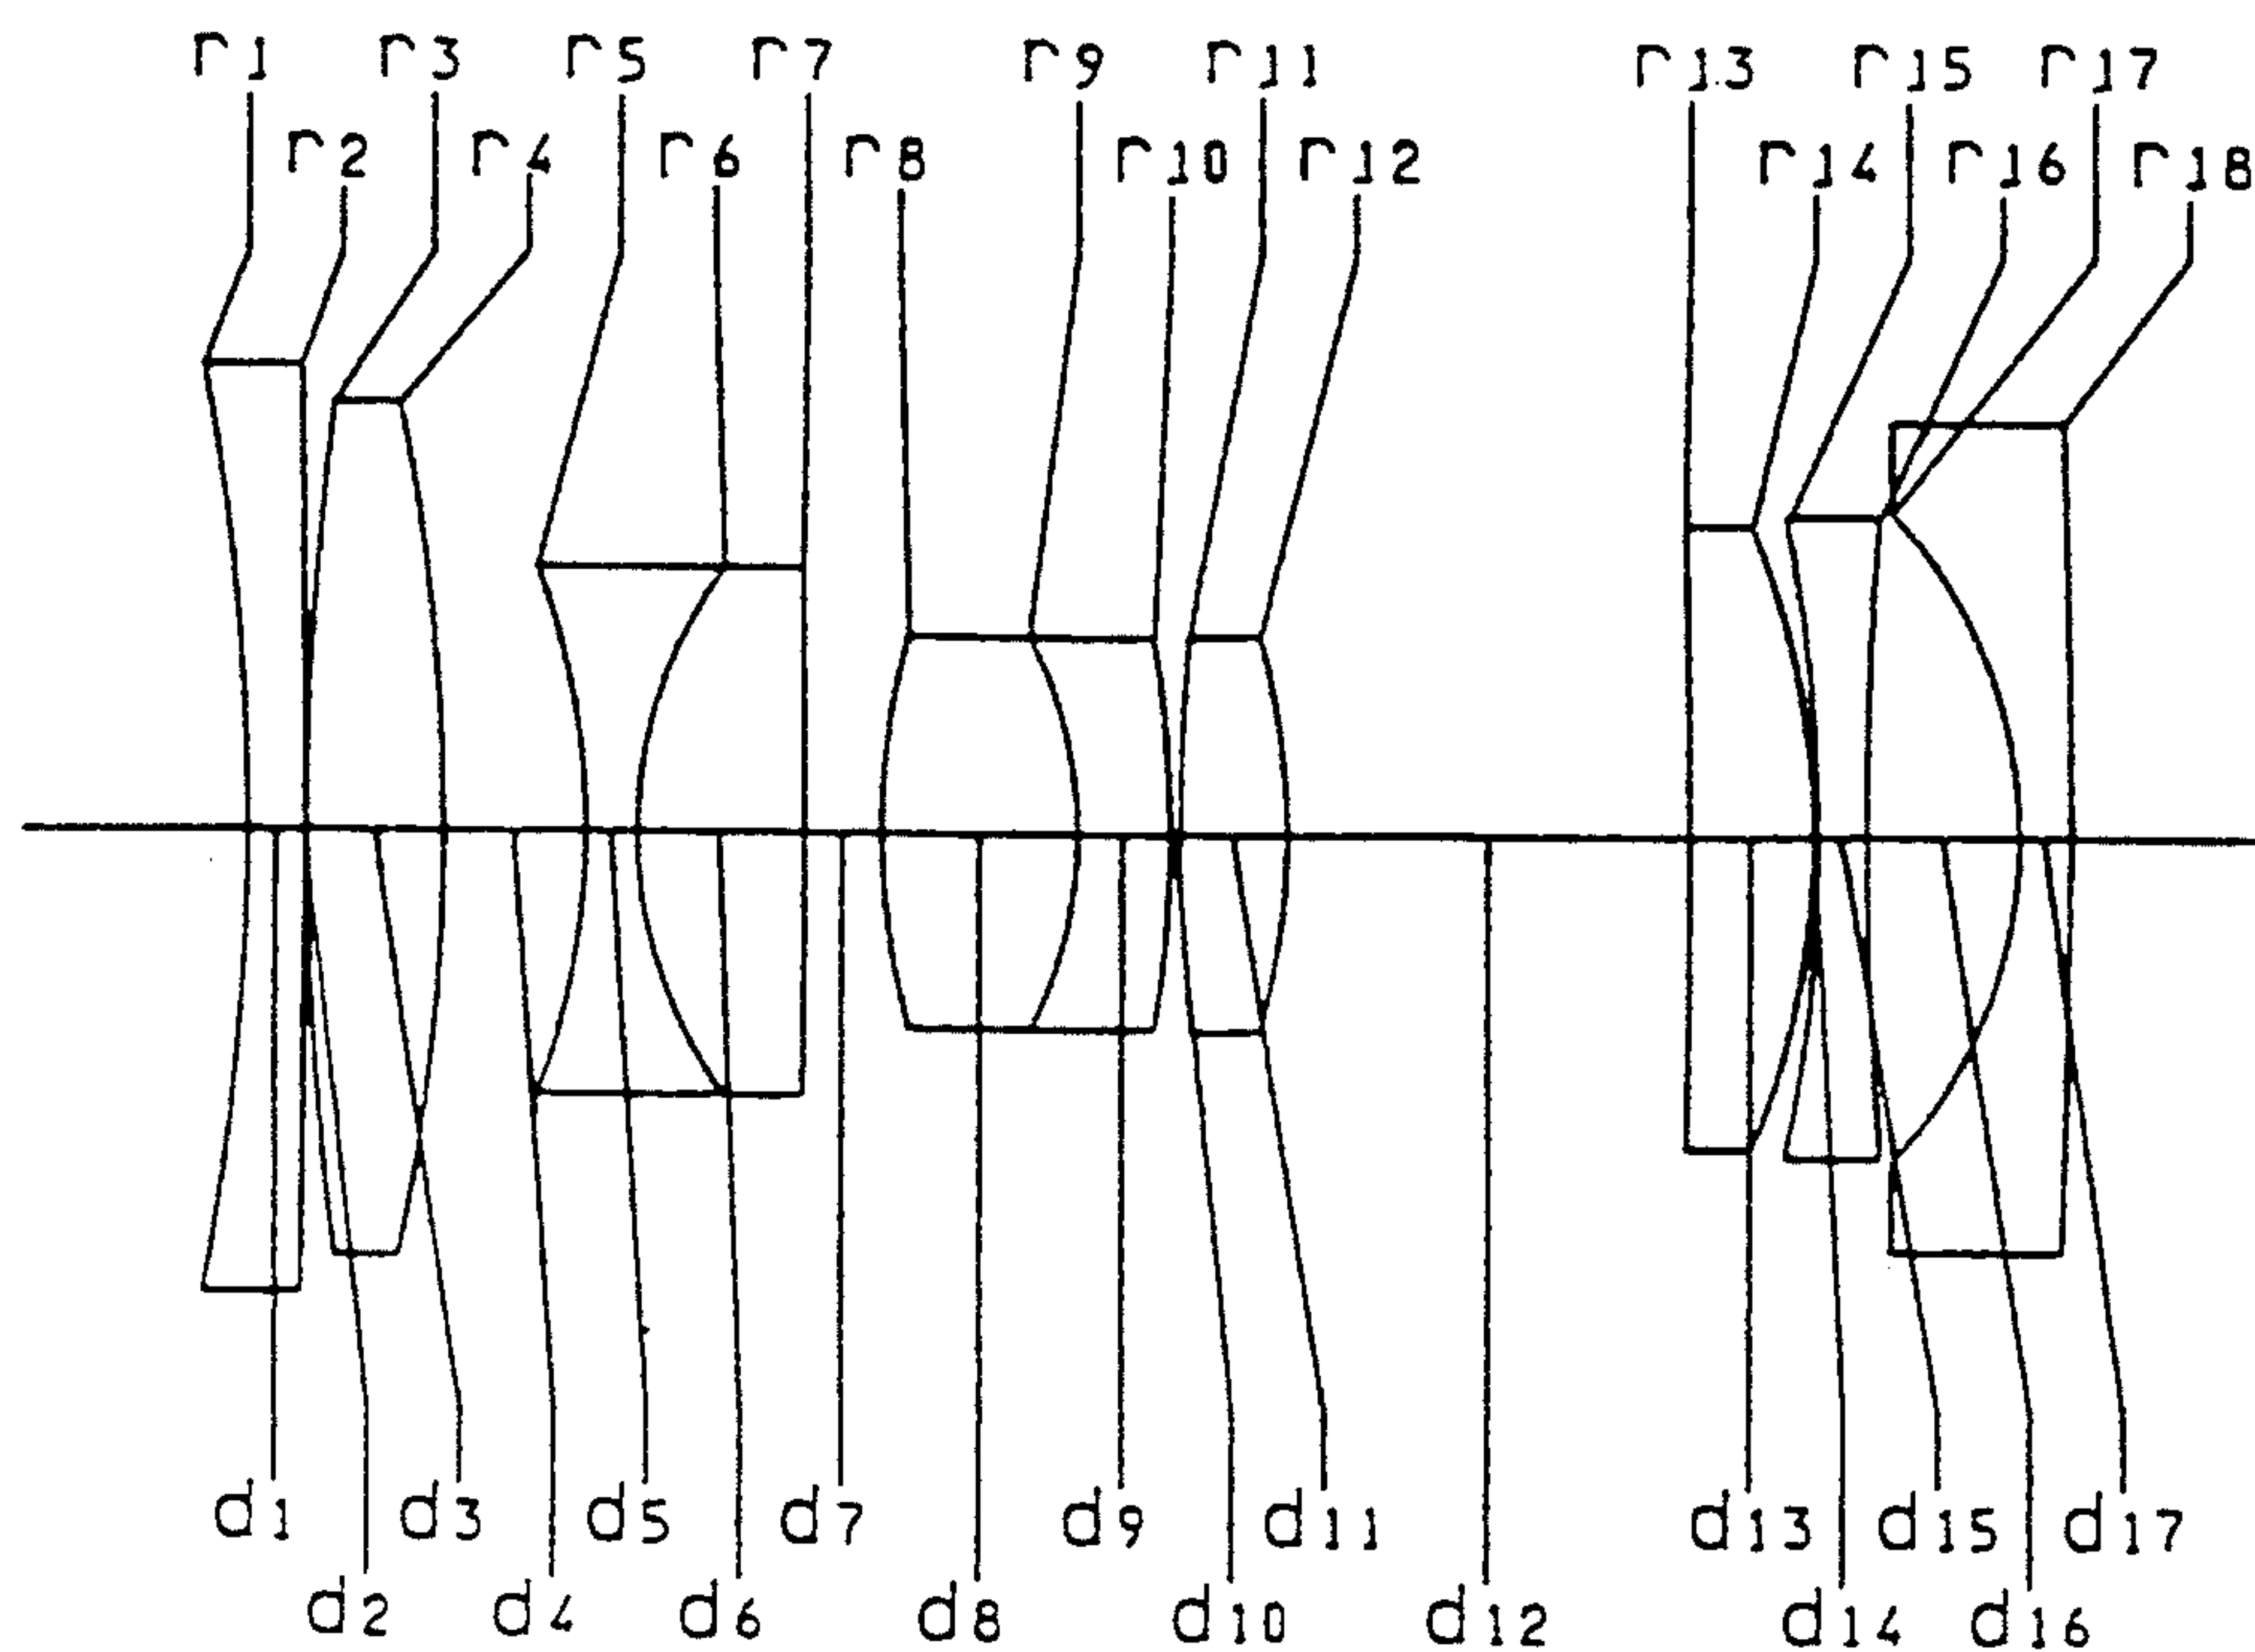 r1 r3 r5 r7 r9 r11 r13 r15 r17
r2 r4 r6 r8 r10 r12 r14 r16 r18
d1 d3 d5 d7 d9 d11 d13 d15 d17
d2 d4 d6 d8 d10 d12 d14 d16